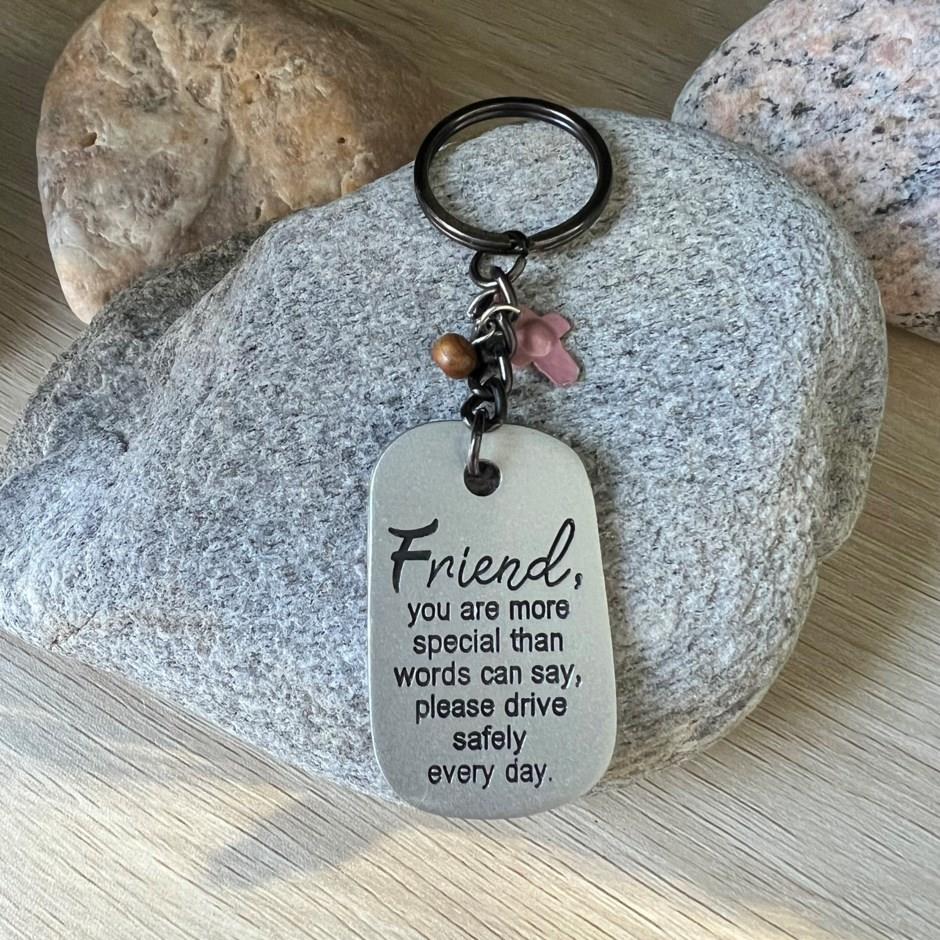 Friend,
you are more
special than
words can say,
please drive
safely
every day.